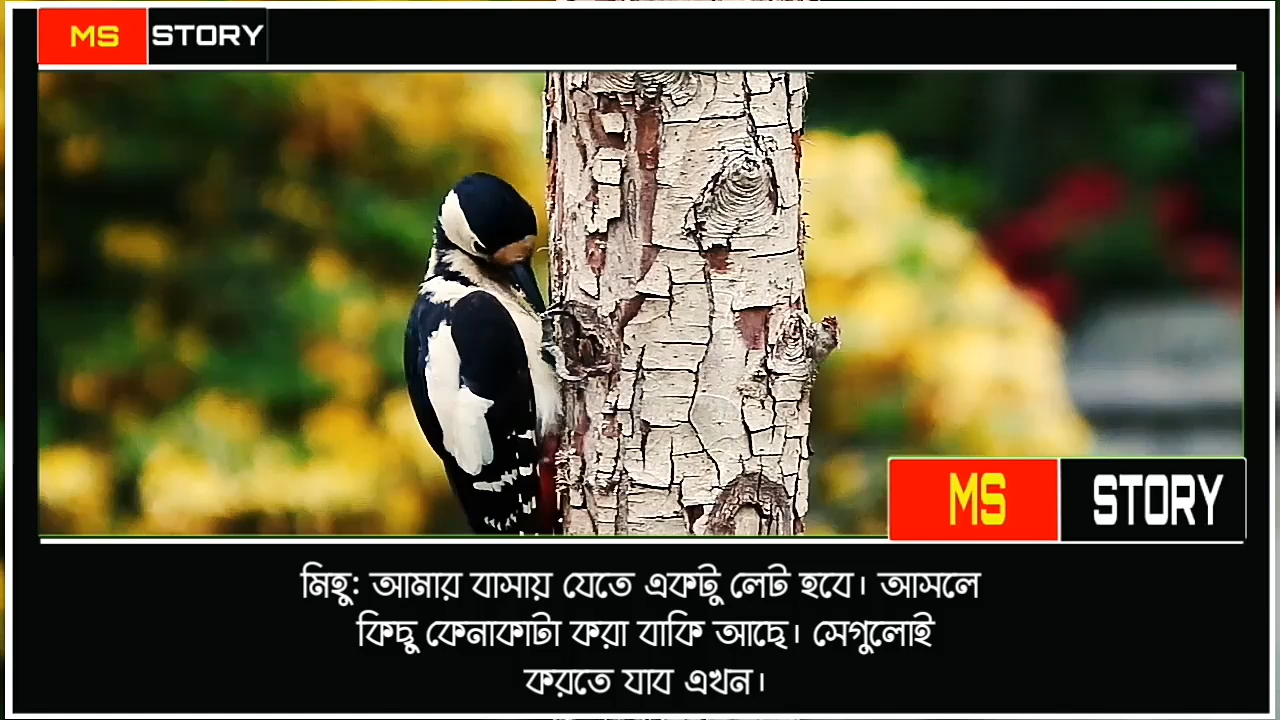 MS STORY
MS STORY
মিহু: আমার বাসায় যেতে একটু লেট হবে। আসলে
কিছু কেনাকাটা করা বাকি আছে। সেগুলোই
করতে যাব এখন।